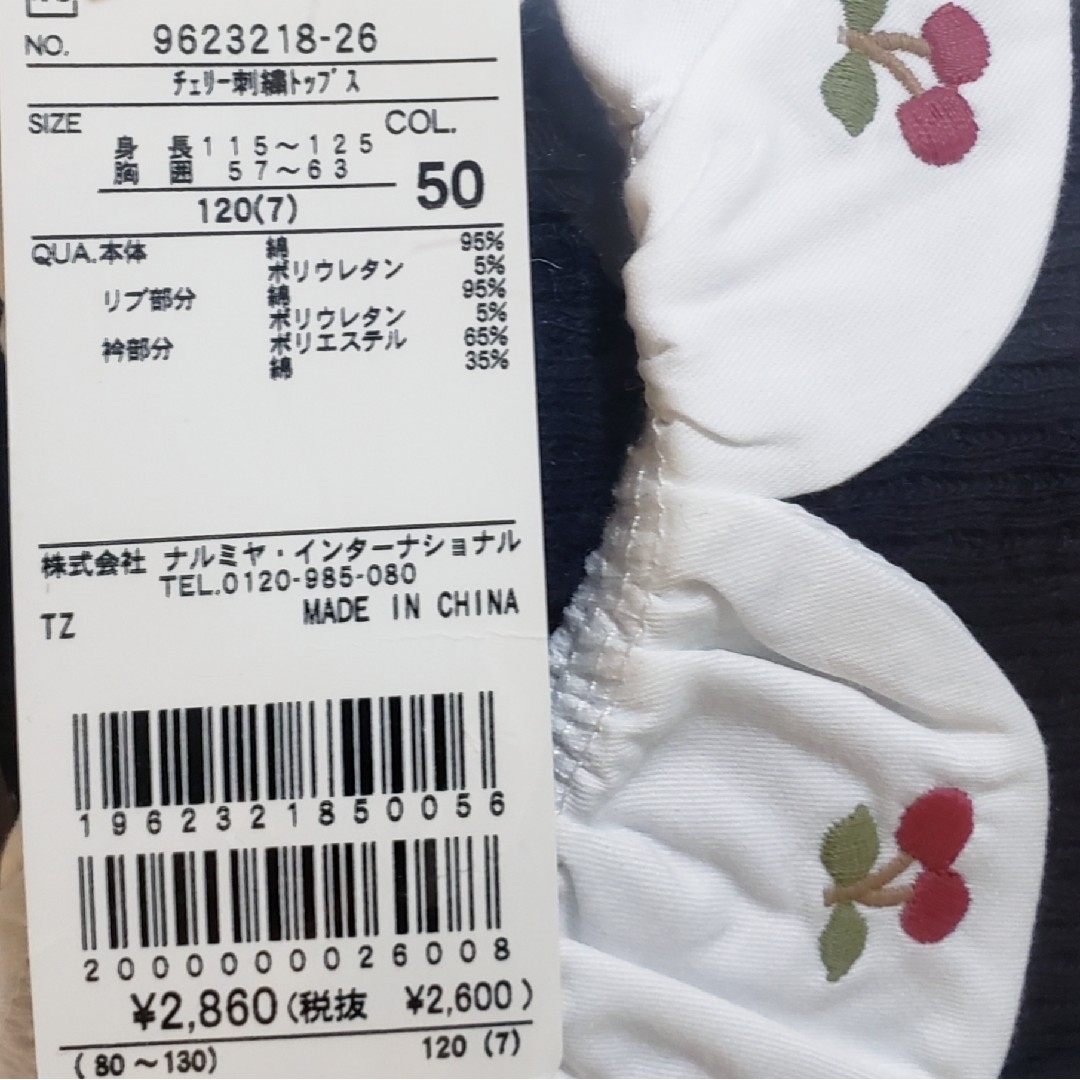 NO. 9623218-26
チェリー刺繍トップス
SIZE COL.
身 長 115～125
胸 囲 57～63
50
120(7)
QUA.本体 綿 95%
ポリウレタン 5%
リブ部分 綿 95%
ポリウレタン 5%
衿部分 ポリエステル 65%
綿 35%
株式会社 ナルミヤ・インターナショナル
TEL.0120-985-080
TZ MADE IN CHINA
1962321850056
2000000026008
¥2,860(税抜 ¥2,600)
(80～130) 120 (7)